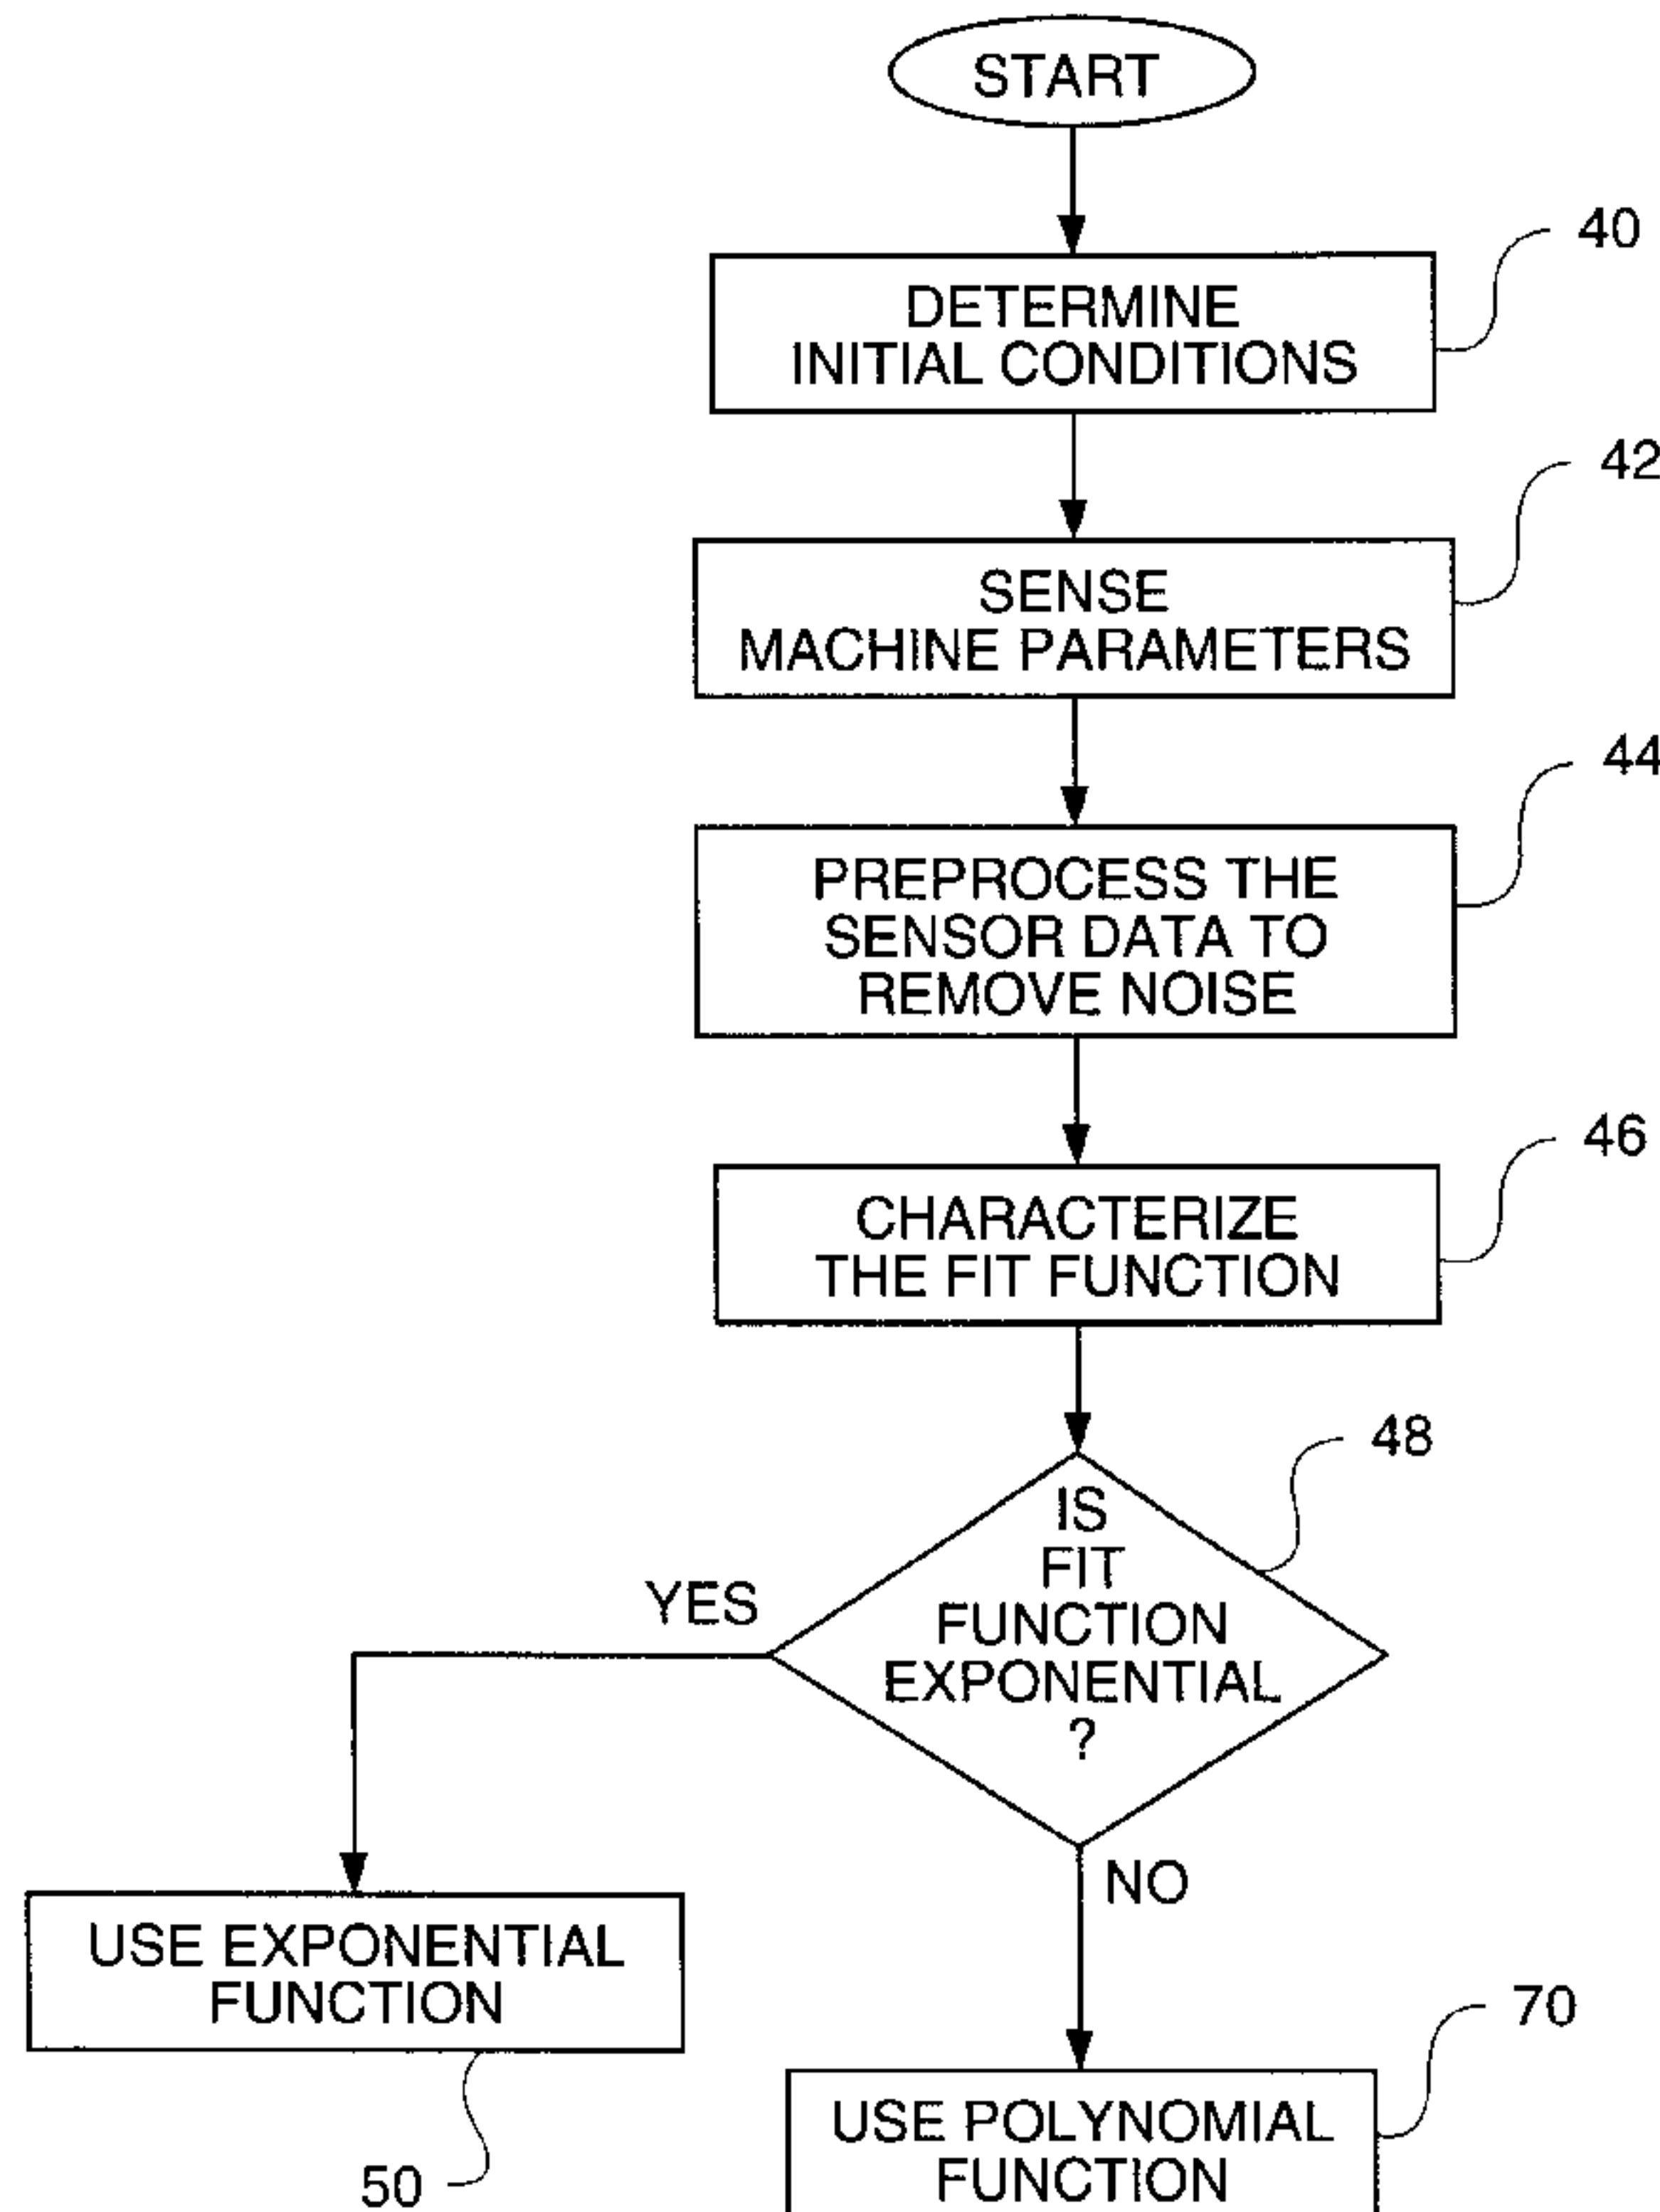 START
40
DETERMINE
INITIAL CONDITIONS
42
SENSE
MACHINE PARAMETERS
44
PREPROCESS THE
SENSOR DATA TO
REMOVE NOISE
46
CHARACTERIZE
THE FIT FUNCTION
48
IS
FIT
FUNCTION
EXPONENTIAL
?
YES
NO
USE EXPONENTIAL
FUNCTION
50
70
USE POLYNOMIAL
FUNCTION